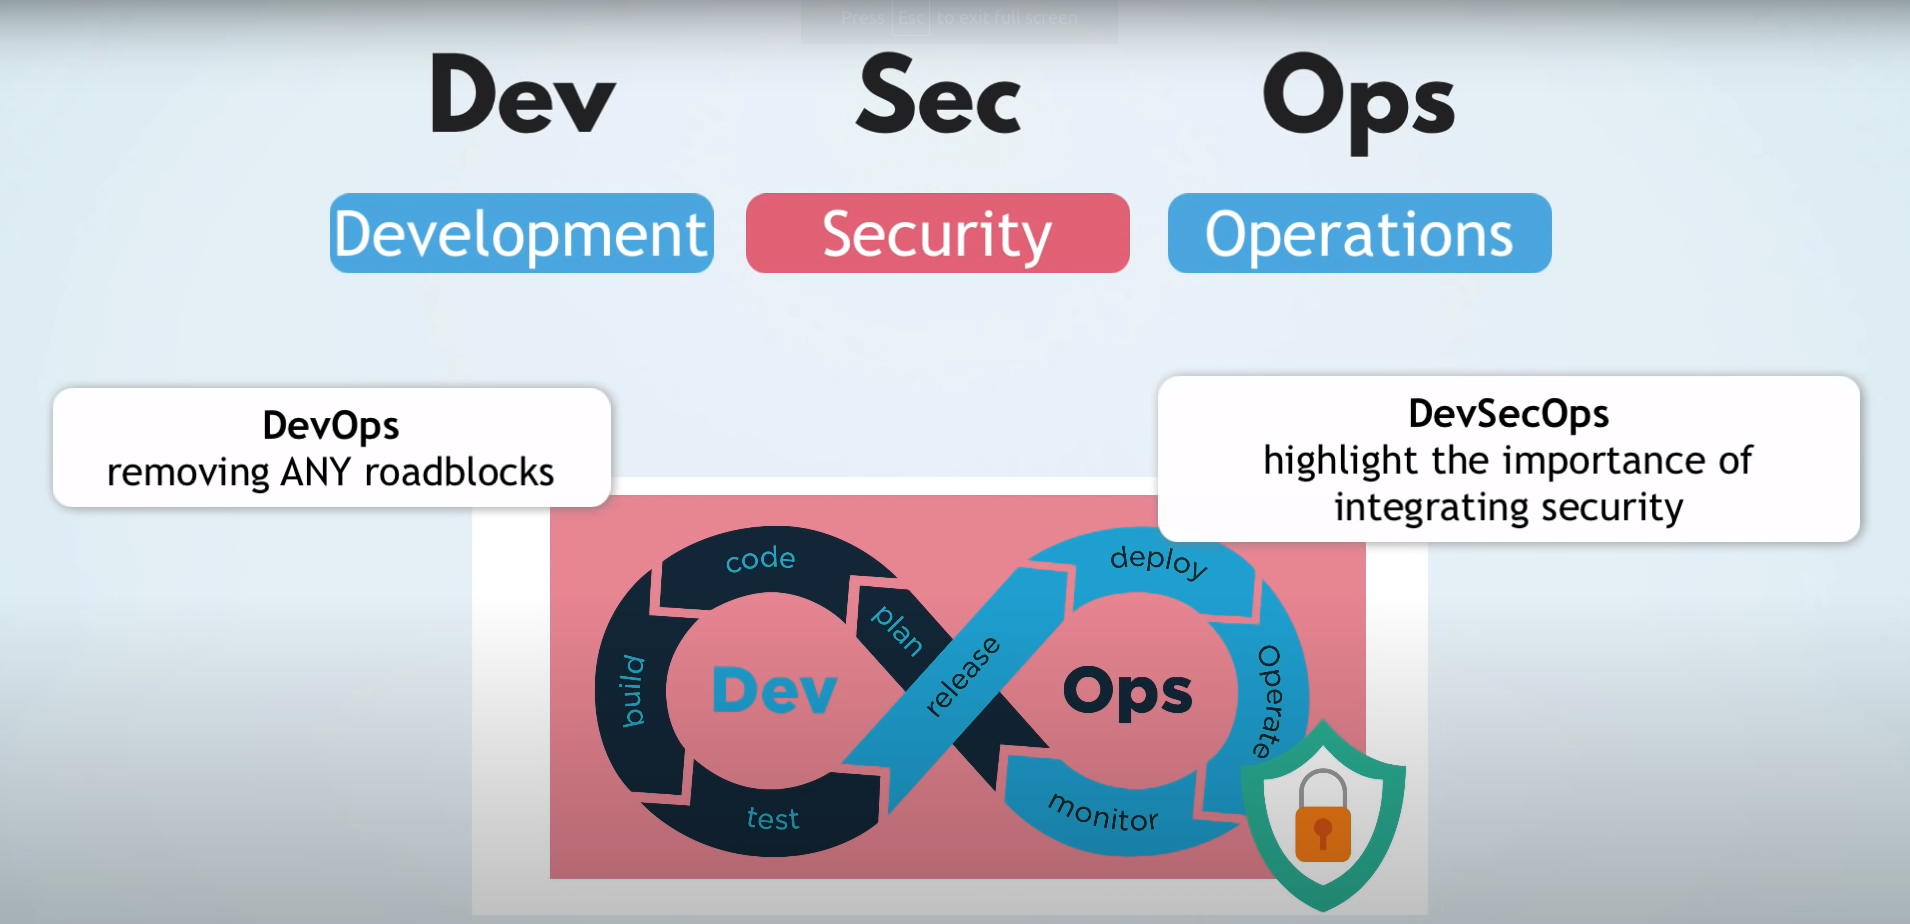 Press Esc to exit full screen
Dev Sec Ops
Development Security Operations
DevOps
removing ANY roadblocks
DevSecOps
highlight the importance of
integrating security
code
plan
build
Dev
test
release
deploy
Ops
Operate
monitor